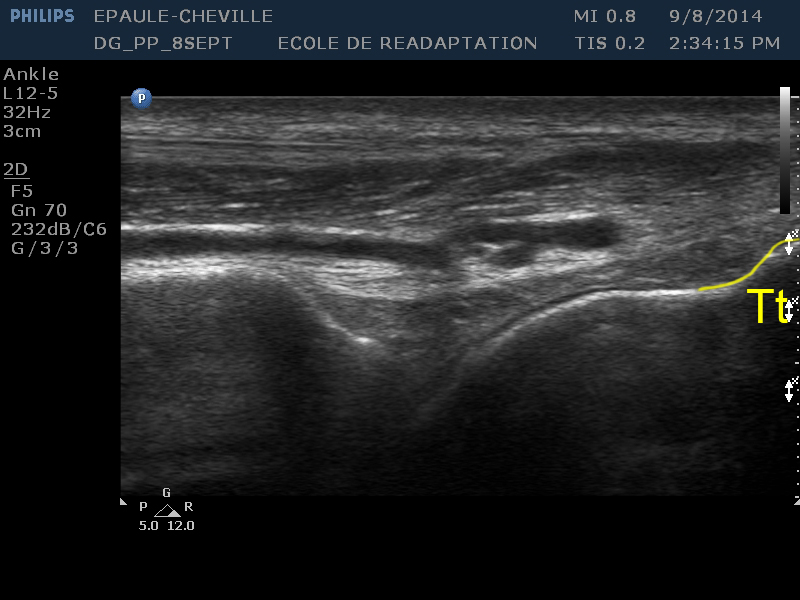 PHILIPS EPAULE-CHEVILLE MI 0.8 9/8/2014
DG_PP_8SEPT ECOLE DE READAPTATION TIS 0.2 2:34:15 PM
Ankle
L12-5
32Hz
3cm
P
2D
F5
Gn 70
232dB/C6
G/3/3
Tt
G
P R
5.0 12.0